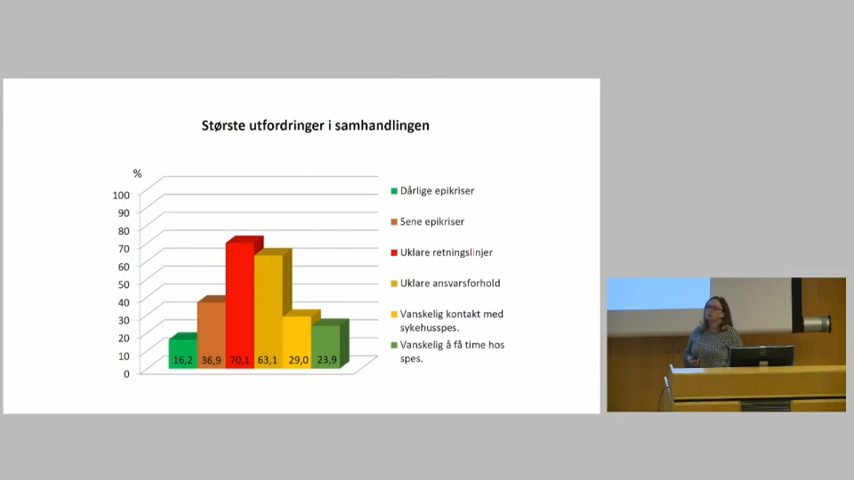 Største utfordringer i samhandlingen
%
100
90
80
70
60
50
40
30
20
10
0
16,2
36,9
70,1
63,1
29,0
23,9
Dårlige epikriser
Sene epikriser
Uklare retningslinjer
Uklare ansvarsforhold
Vanskelig kontakt med
sykehusspes.
Vanskelig å få time hos
spes.